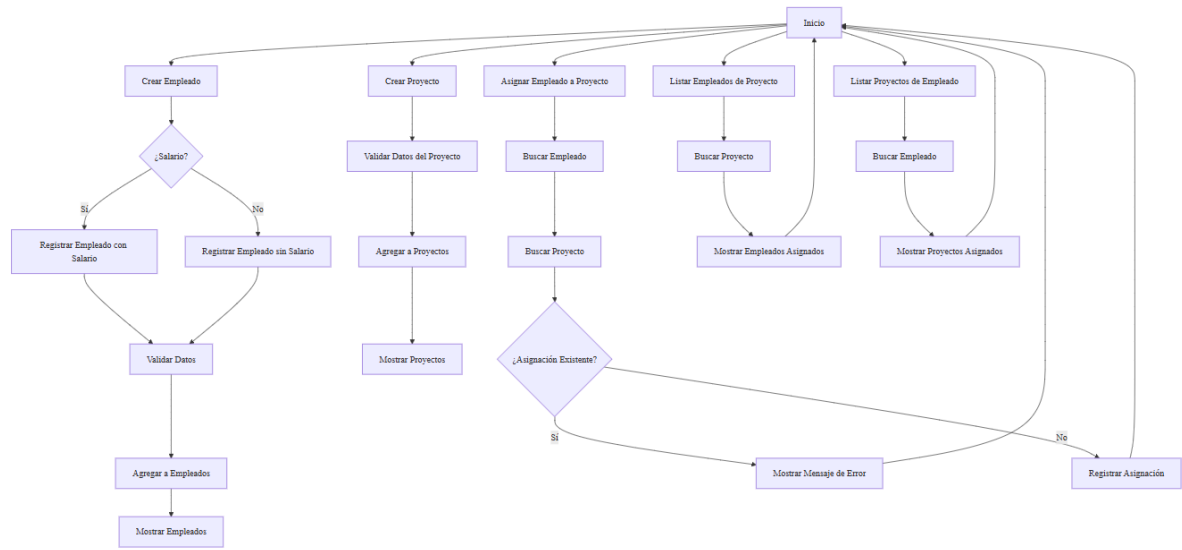 Inicio
Crear Empleado
Crear Proyecto
Asignar Empleado a Proyecto
Listar Empleados de Proyecto
Listar Proyectos de Empleado
¿Salario?
Validar Datos del Proyecto
Buscar Empleado
Buscar Proyecto
Buscar Empleado
Sí
No
Registrar Empleado con
Salario
Registrar Empleado sin Salario
Agregar a Proyectos
Buscar Proyecto
Mostrar Empleados Asignados
Mostrar Proyectos Asignados
Validar Datos
Mostrar Proyectos
¿Asignación Existente?
Sí
No
Agregar a Empleados
Mostrar Mensaje de Error
Registrar Asignación
Mostrar Empleados